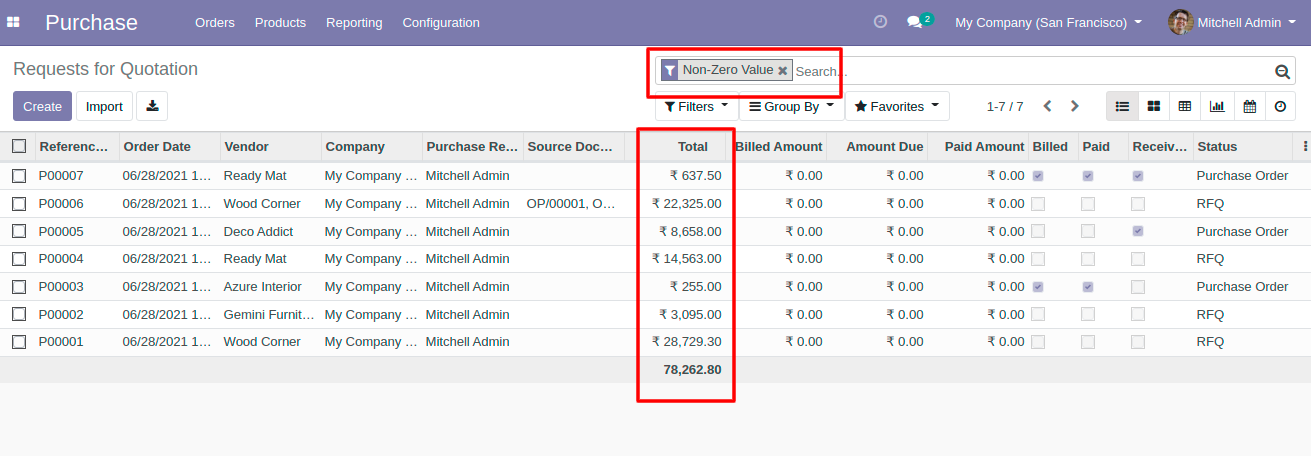 Purchase Orders Products Reporting Configuration 2 My Company (San Francisco) Mitchell Admin
Requests for Quotation Non-Zero Value Search...
Create Import Filters Group By Favorites 1-7 / 7
Referenc... Order Date Vendor Company Purchase Re... Source Doc... Total Billed Amount Amount Due Paid Amount Billed Paid Receiv... Status
P00007 06/28/2021 1... Ready Mat My Company ... Mitchell Admin ₹ 637.50 ₹ 0.00 ₹ 0.00 ₹ 0.00 Purchase Order
P00006 06/28/2021 1... Wood Corner My Company ... Mitchell Admin OP/00001, O... ₹ 22,325.00 ₹ 0.00 ₹ 0.00 ₹ 0.00 RFQ
P00005 06/28/2021 1... Deco Addict My Company ... Mitchell Admin ₹ 8,658.00 ₹ 0.00 ₹ 0.00 ₹ 0.00 Purchase Order
P00004 06/28/2021 1... Ready Mat My Company ... Mitchell Admin ₹ 14,563.00 ₹ 0.00 ₹ 0.00 ₹ 0.00 RFQ
P00003 06/28/2021 1... Azure Interior My Company ... Mitchell Admin ₹ 255.00 ₹ 0.00 ₹ 0.00 ₹ 0.00 Purchase Order
P00002 06/28/2021 1... Gemini Furnit... My Company ... Mitchell Admin ₹ 3,095.00 ₹ 0.00 ₹ 0.00 ₹ 0.00 RFQ
P00001 06/28/2021 1... Wood Corner My Company ... Mitchell Admin ₹ 28,729.30 ₹ 0.00 ₹ 0.00 ₹ 0.00 RFQ
78,262.80